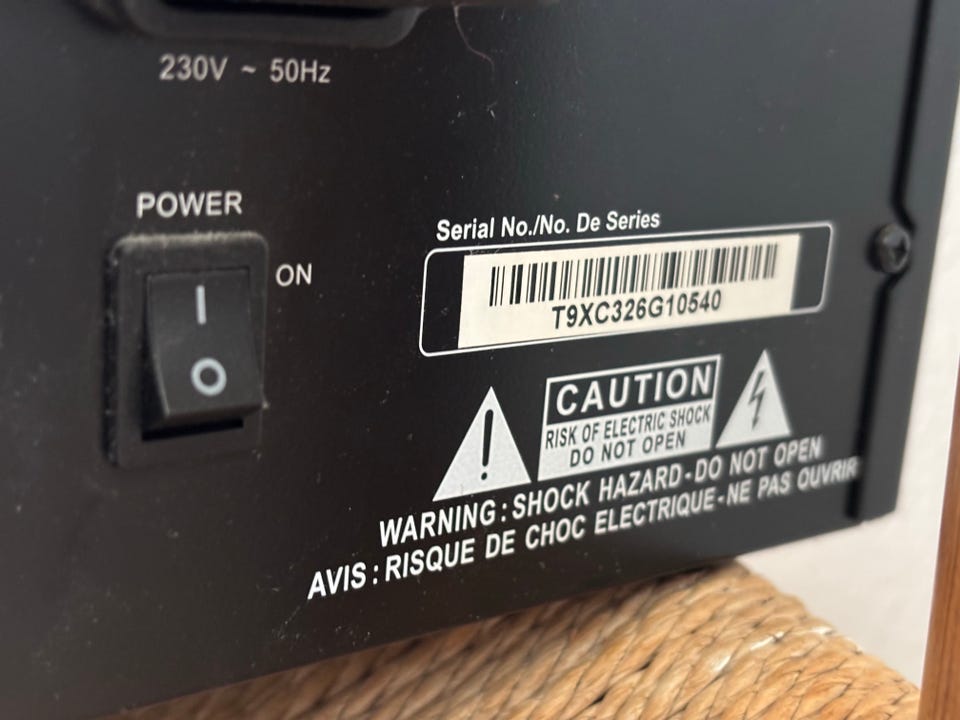 230V ~ 50Hz
POWER
ON
I
O
Serial No./No. De Series
T9XC326G10540
CAUTION
RISK OF ELECTRIC SHOCK
DO NOT OPEN
WARNING : SHOCK HAZARD - DO NOT OPEN
AVIS : RISQUE DE CHOC ELECTRIQUE - NE PAS OUVRIR